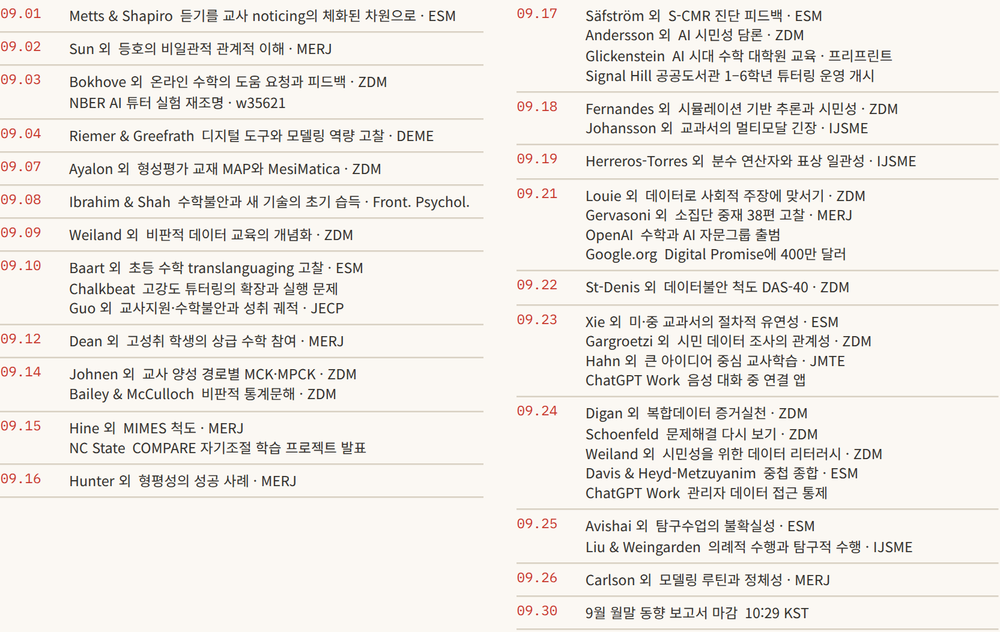 09.01 Metts & Shapiro 듣기를 교사 noticing의 체화된 차원으로 · ESM
09.02 Sun 외 등호의 비일관적 관계적 이해 · MERJ
09.03 Bokhove 외 온라인 수학의 도움 요청과 피드백 · ZDM
NBER AI 튜터 실험 재조명 · w35621
09.04 Riemer & Greefrath 디지털 도구와 모델링 역량 고찰 · DEME
09.07 Ayalon 외 형성평가 교재 MAP와 MesiMatica · ZDM
09.08 Ibrahim & Shah 수학불안과 새 기술의 초기 습득 · Front. Psychol.
09.09 Weiland 외 비판적 데이터 교육의 개념화 · ZDM
09.10 Baart 외 초등 수학 translanguaging 고찰 · ESM
Chalkbeat 고강도 튜터링의 확장과 실행 문제
Guo 외 교사지원·수학불안과 성취 궤적 · JECP
09.12 Dean 외 고성취 학생의 상급 수학 참여 · MERJ
09.14 Johnen 외 교사 양성 경로별 MCK·MPCK · ZDM
Bailey & McCulloch 비판적 통계문해 · ZDM
09.15 Hine 외 MIMES 척도 · MERJ
NC State COMPARE 자기조절 학습 프로젝트 발표
09.16 Hunter 외 형평성의 성공 사례 · MERJ
09.17 Säfström 외 S-CMR 진단 피드백 · ESM
Andersson 외 AI 시민성 담론 · ZDM
Glickenstein AI 시대 수학 대학원 교육 · 프리프린트
Signal Hill 공공도서관 1–6학년 튜터링 운영 개시
09.18 Fernandes 외 시뮬레이션 기반 추론과 시민성 · ZDM
Johansson 외 교과서의 멀티모달 긴장 · IJSME
09.19 Herreros-Torres 외 분수 연산자와 표상 일관성 · IJSME
09.21 Louie 외 데이터로 사회적 주장에 맞서기 · ZDM
Gervasoni 외 소집단 중재 38편 고찰 · MERJ
OpenAI 수학과 AI 자문그룹 출범
Google.org Digital Promise에 400만 달러
09.22 St-Denis 외 데이터불안 척도 DAS-40 · ZDM
09.23 Xie 외 미·중 교과서의 절차적 유연성 · ESM
Gargroetzi 외 시민 데이터 조사의 관계성 · ZDM
Hahn 외 큰 아이디어 중심 교사학습 · JMTE
ChatGPT Work 음성 대화 중 연결 앱
09.24 Digan 외 복합데이터 증거실천 · ZDM
Schoenfeld 문제해결 다시 보기 · ZDM
Weiland 외 시민성을 위한 데이터 리터러시 · ZDM
Davis & Heyd-Metzuyanim 중첩 종합 · ESM
ChatGPT Work 관리자 데이터 접근 통제
09.25 Avishai 외 탐구수업의 불확실성 · ESM
Liu & Weingarden 의례적 수행과 탐구적 수행 · IJSME
09.26 Carlson 외 모델링 루틴과 정체성 · MERJ
09.30 9월 월말 동향 보고서 마감 10:29 KST